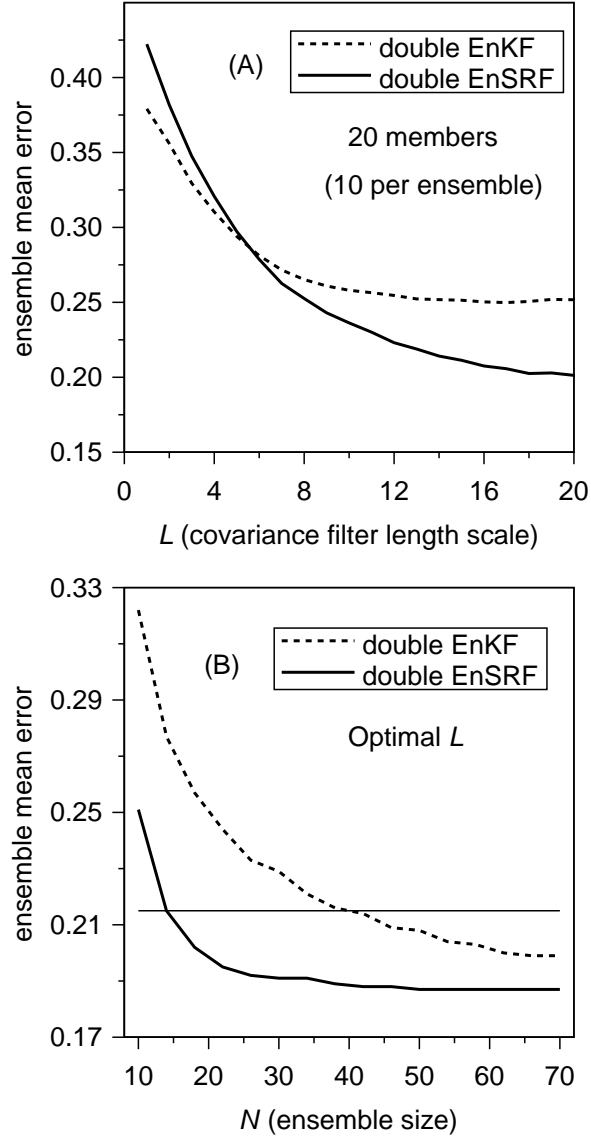 0.40
0.35
0.30
0.25
0.20
0.15
ensemble mean error
(A)
double EnKF
double EnSRF
20 members
(10 per ensemble)
0 4 8 12 16 20
L (covariance filter length scale)
0.33
0.29
0.25
0.21
0.17
ensemble mean error
(B)
double EnKF
double EnSRF
Optimal L
10 20 30 40 50 60 70
N (ensemble size)